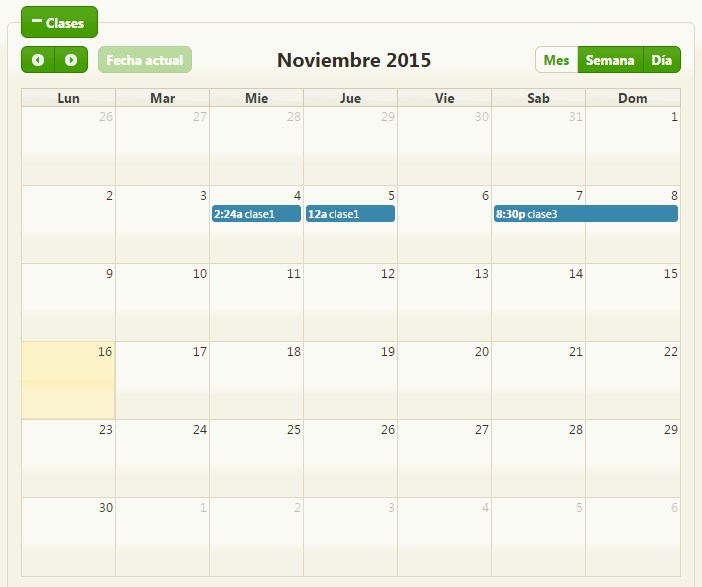 Clases
Fecha actual Noviembre 2015 Mes Semana Día
Lun Mar Mie Jue Vie Sab Dom
26 27 28 29 30 31 1
2 3 4 5 6 7 8
2:24a clase1 12a clase1 8:30p clase3
9 10 11 12 13 14 15
16 17 18 19 20 21 22
23 24 25 26 27 28 29
30 1 2 3 4 5 6